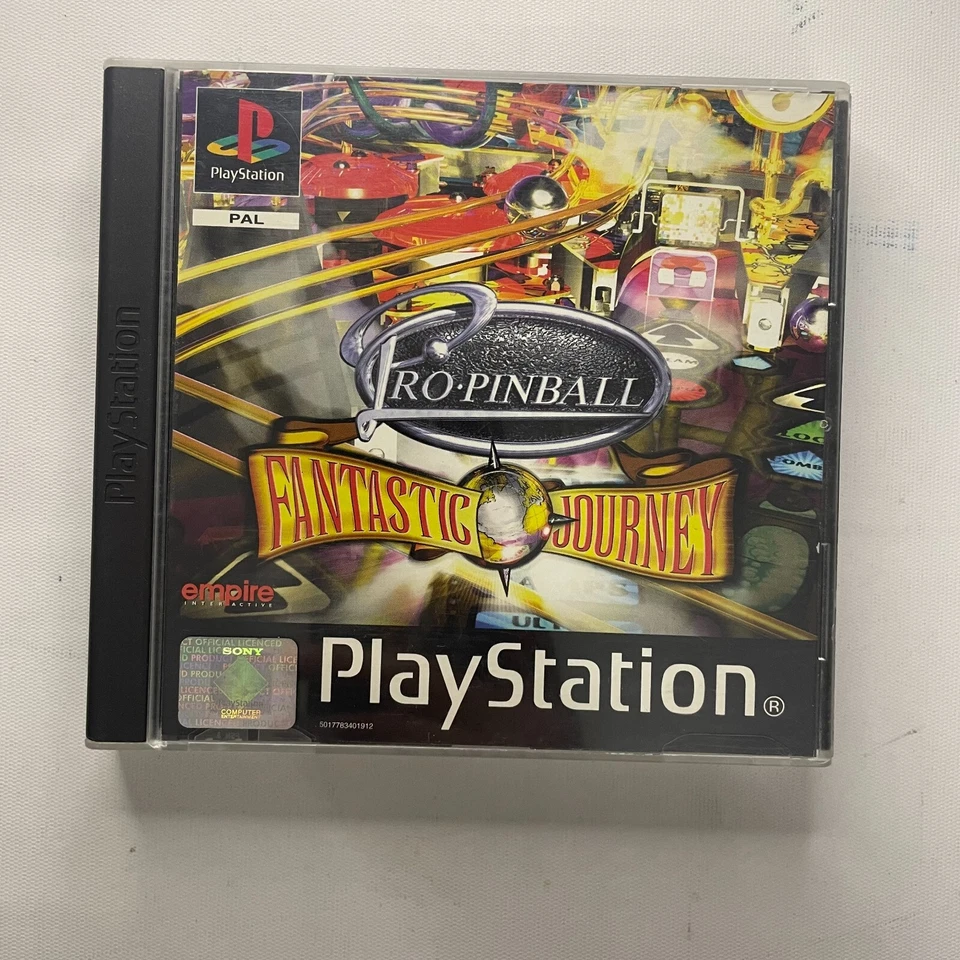 PlayStation
PlayStation
PAL
PRO·PINBALL
FANTASTIC JOURNEY
empire
INTERACTIVE
SONY
COMPUTER
ENTERTAINMENT
PlayStation®
5017783401912